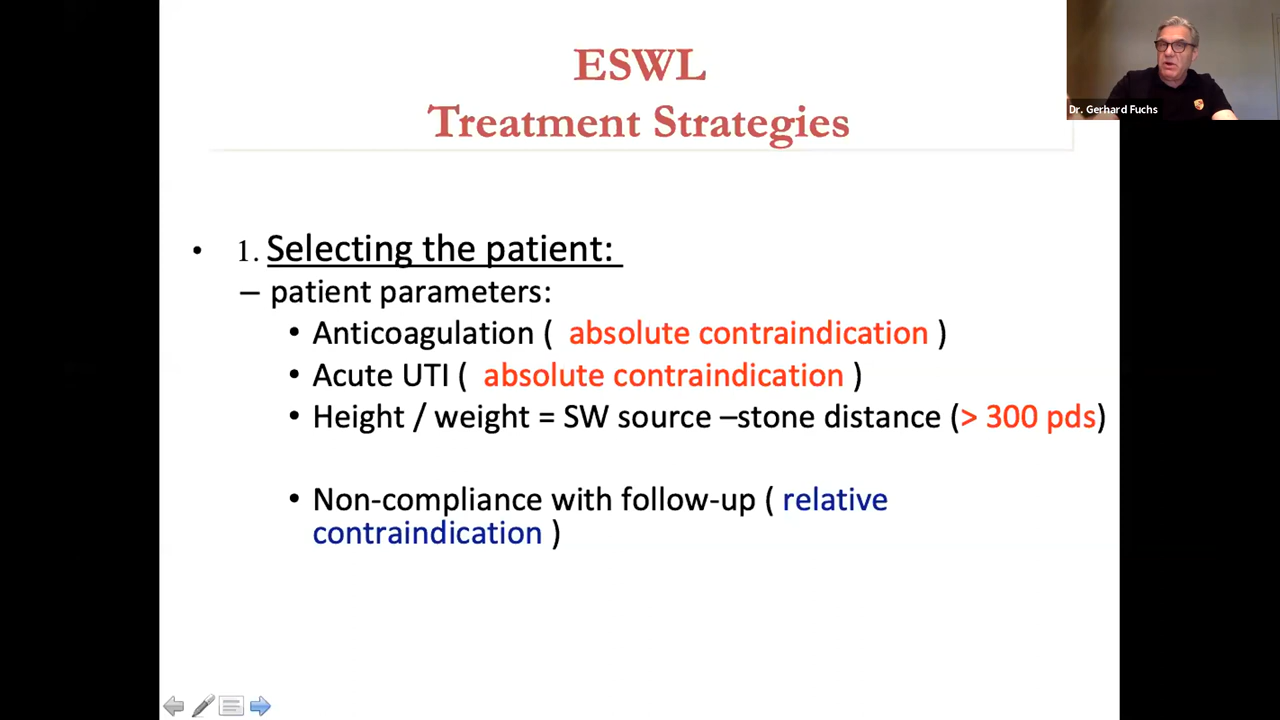 ESWL
Treatment Strategies
Dr. Gerhard Fuchs
• 1. Selecting the patient:
– patient parameters:
• Anticoagulation ( absolute contraindication )
• Acute UTI ( absolute contraindication )
• Height / weight = SW source –stone distance (> 300 pds)
• Non-compliance with follow-up ( relative
contraindication )